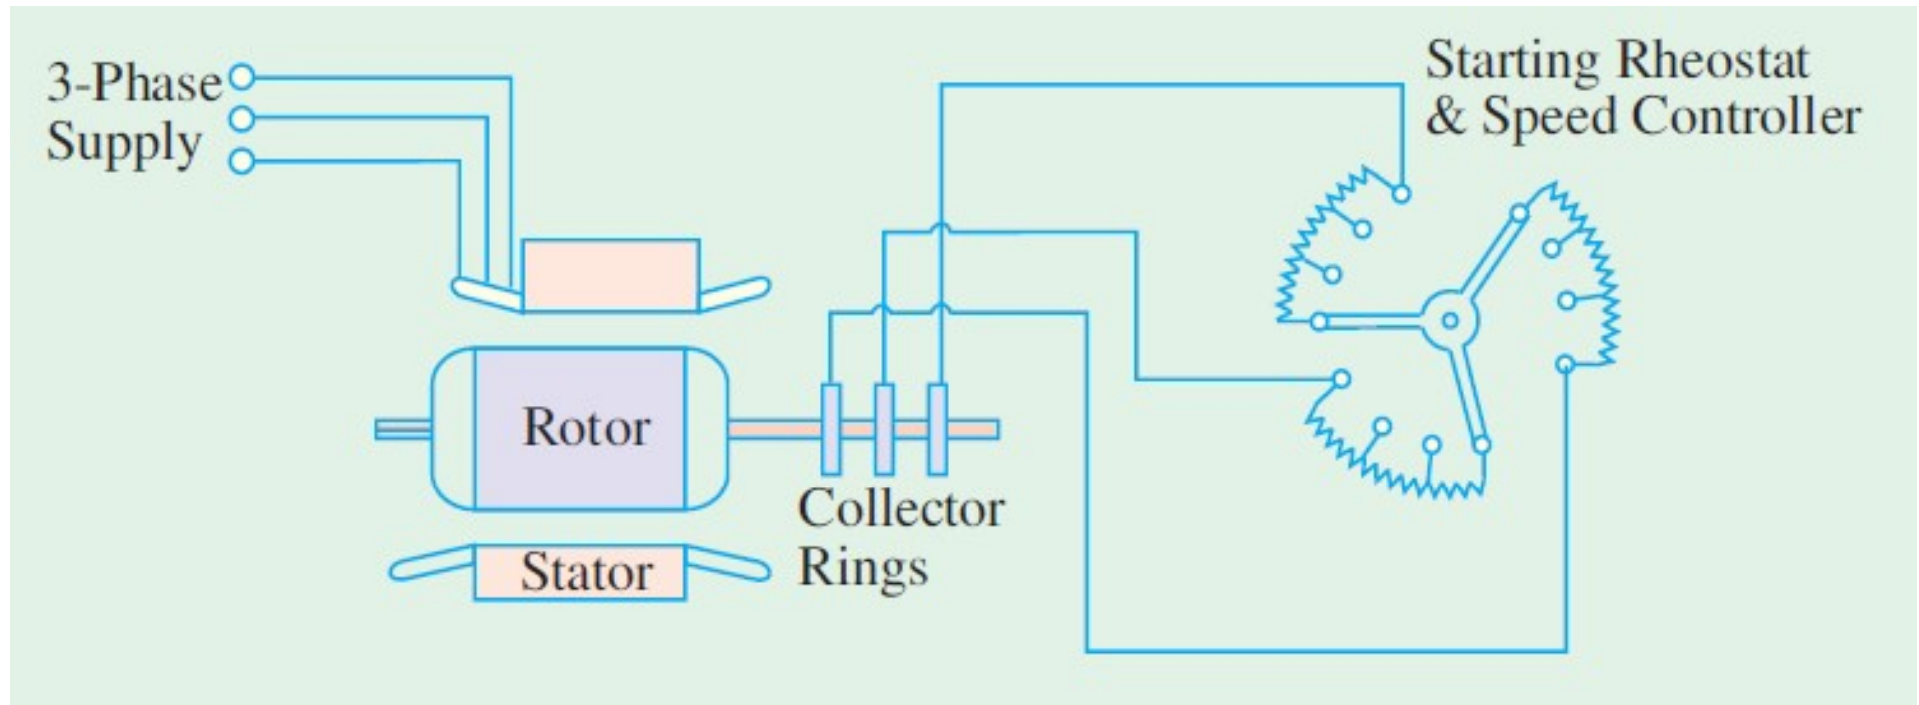 3-Phase
Supply
Starting Rheostat
& Speed Controller
Rotor
Collector
Rings
Stator